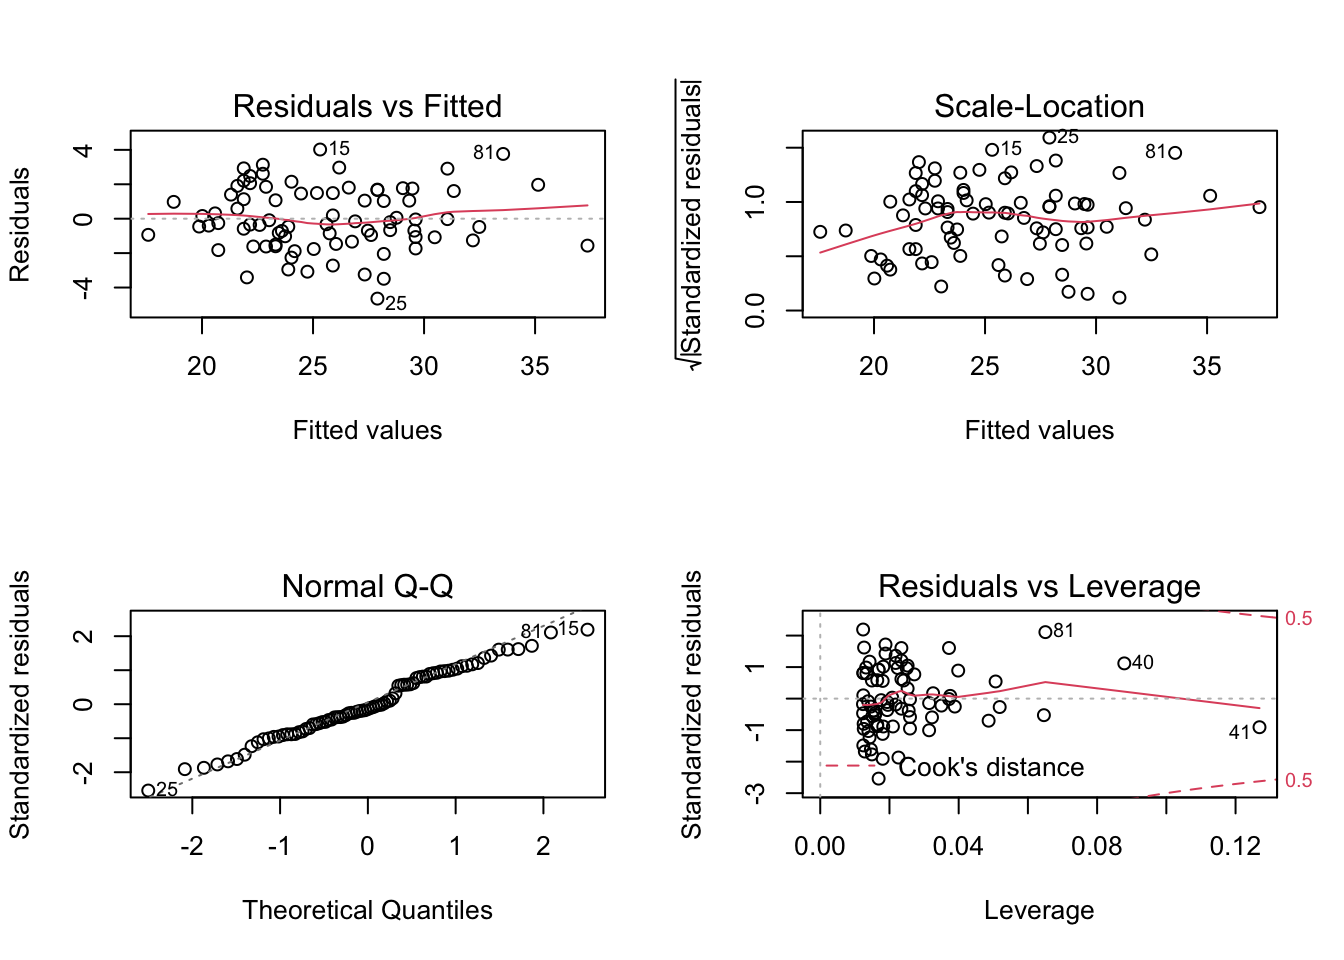 Residuals vs Fitted
Residuals
4
0
-4
15
81
25
20 25 30 35
Fitted values
Scale-Location
√|Standardized residuals|
1.0
0.0
15
25
81
20 25 30 35
Fitted values
Normal Q-Q
Standardized residuals
2
0
-2
81
15
25
-2 -1 0 1 2
Theoretical Quantiles
Residuals vs Leverage
Standardized residuals
1
-1
-3
0.5
81
40
41
Cook's distance
0.5
0.00 0.04 0.08 0.12
Leverage